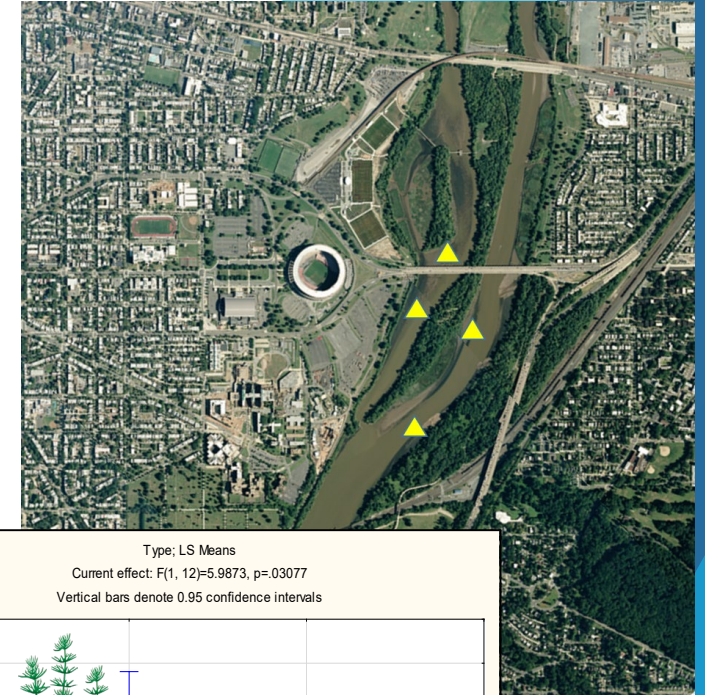 Type; LS Means
Current effect: F(1, 12)=5.9873, p=.03077
Vertical bars denote 0.95 confidence intervals